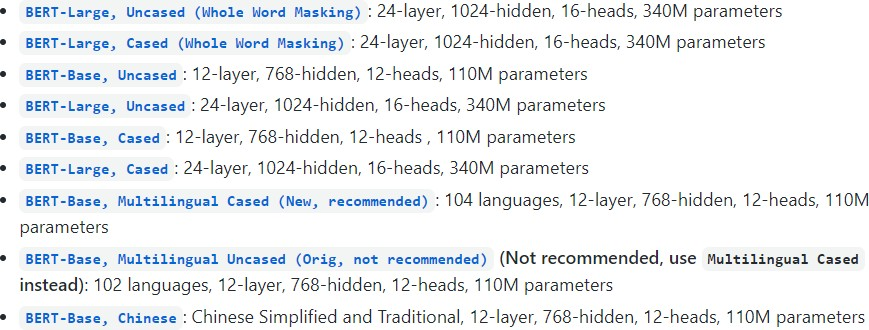 BERT-Large, Uncased (Whole Word Masking) : 24-layer, 1024-hidden, 16-heads, 340M parameters
BERT-Large, Cased (Whole Word Masking) : 24-layer, 1024-hidden, 16-heads, 340M parameters
BERT-Base, Uncased : 12-layer, 768-hidden, 12-heads, 110M parameters
BERT-Large, Uncased : 24-layer, 1024-hidden, 16-heads, 340M parameters
BERT-Base, Cased : 12-layer, 768-hidden, 12-heads , 110M parameters
BERT-Large, Cased : 24-layer, 1024-hidden, 16-heads, 340M parameters
BERT-Base, Multilingual Cased (New, recommended) : 104 languages, 12-layer, 768-hidden, 12-heads, 110M
parameters
BERT-Base, Multilingual Uncased (Orig, not recommended) (Not recommended, use Multilingual Cased
instead): 102 languages, 12-layer, 768-hidden, 12-heads, 110M parameters
BERT-Base, Chinese : Chinese Simplified and Traditional, 12-layer, 768-hidden, 12-heads, 110M parameters